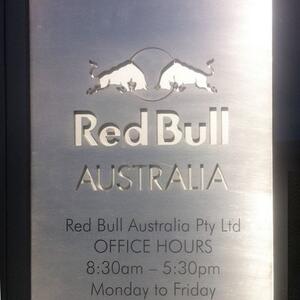 Red Bull
AUSTRALIA
Red Bull Australia Pty Ltd
OFFICE HOURS
8:30am – 5:30pm
Monday to Friday